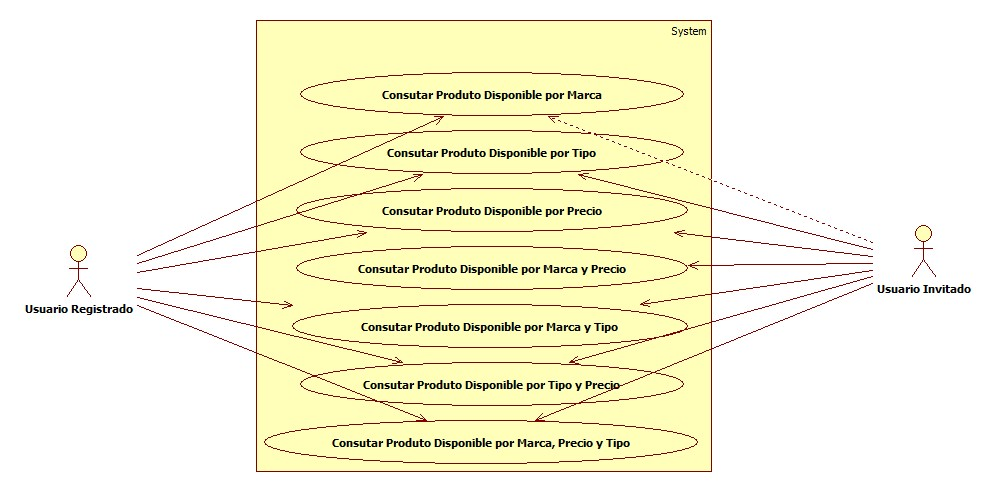 System
Consutar Produto Disponible por Marca
Consutar Produto Disponible por Tipo
Consutar Produto Disponible por Precio
Consutar Produto Disponible por Marca y Precio
Usuario Registrado
Usuario Invitado
Consutar Produto Disponible por Marca y Tipo
Consutar Produto Disponible por Tipo y Precio
Consutar Produto Disponible por Marca, Precio y Tipo